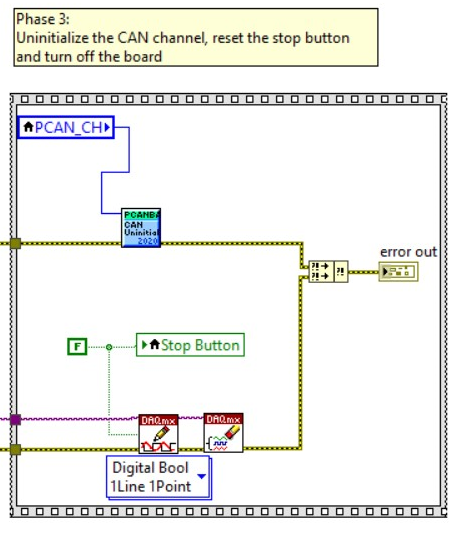 Phase 3:
Uninitialize the CAN channel, reset the stop button
and turn off the board
PCAN_CH
PCANBA
CAN
Uninitial
2020
error out
F
Stop Button
DAQmx
DAQmx
Digital Bool
1Line 1Point